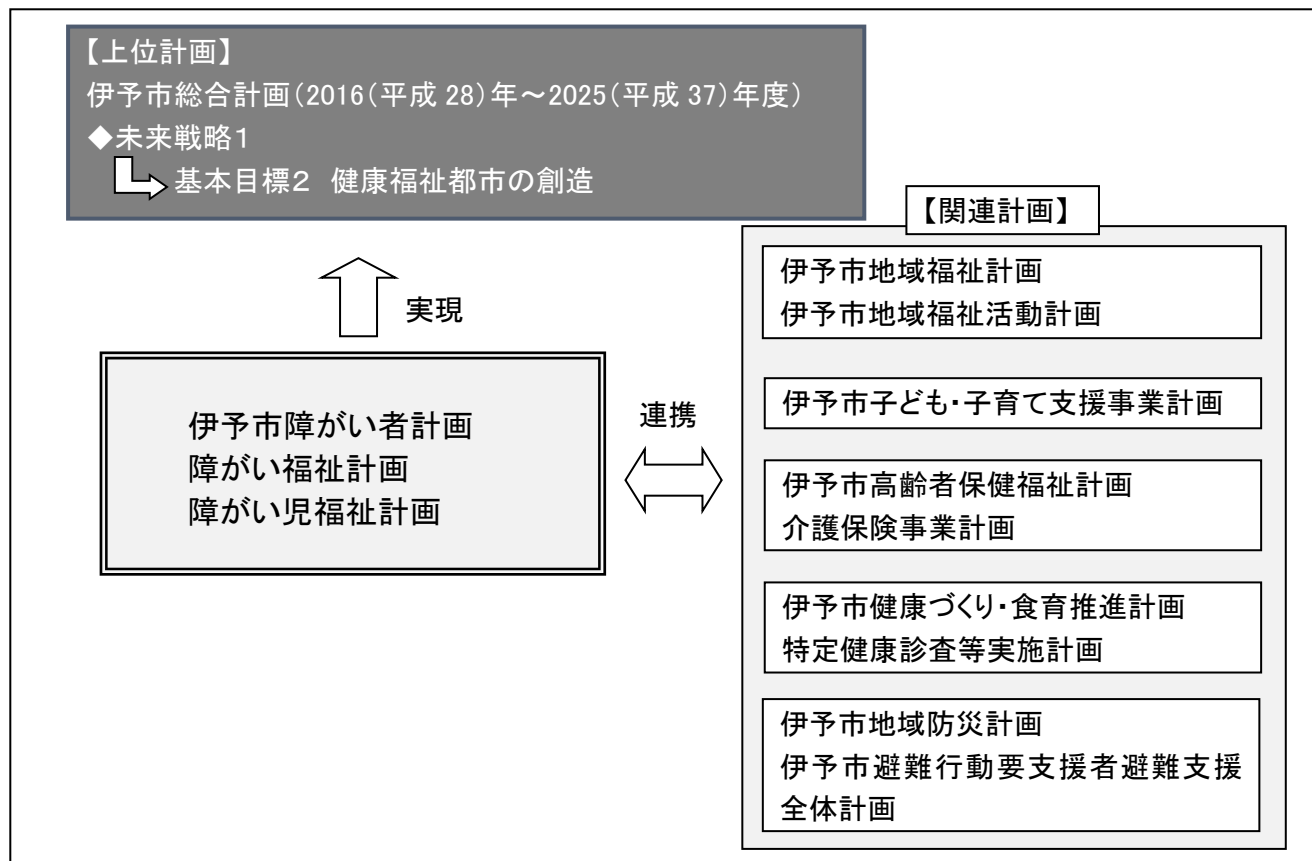 【上位計画】
伊予市総合計画(2016(平成 28)年～2025(平成 37)年度)
◆未来戦略1
基本目標2 健康福祉都市の創造
実現
伊予市障がい者計画
障がい福祉計画
障がい児福祉計画
連携
【関連計画】
伊予市地域福祉計画
伊予市地域福祉活動計画
伊予市子ども・子育て支援事業計画
伊予市高齢者保健福祉計画
介護保険事業計画
伊予市健康づくり・食育推進計画
特定健康診査等実施計画
伊予市地域防災計画
伊予市避難行動要支援者避難支援
全体計画